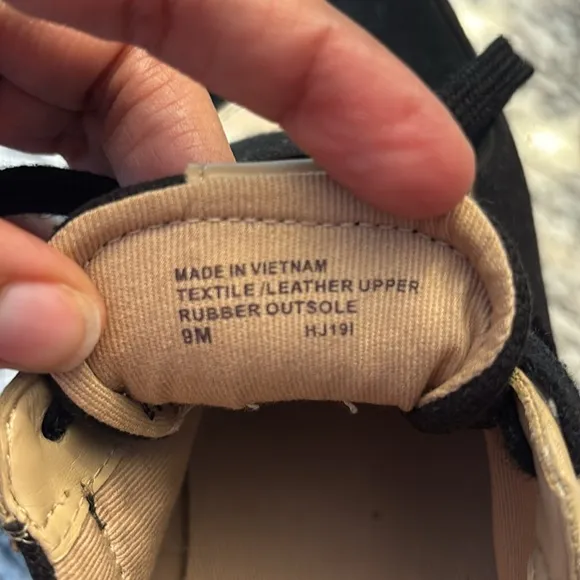 MADE IN VIETNAM
TEXTILE /LEATHER UPPER
RUBBER OUTSOLE
9M HJ19I